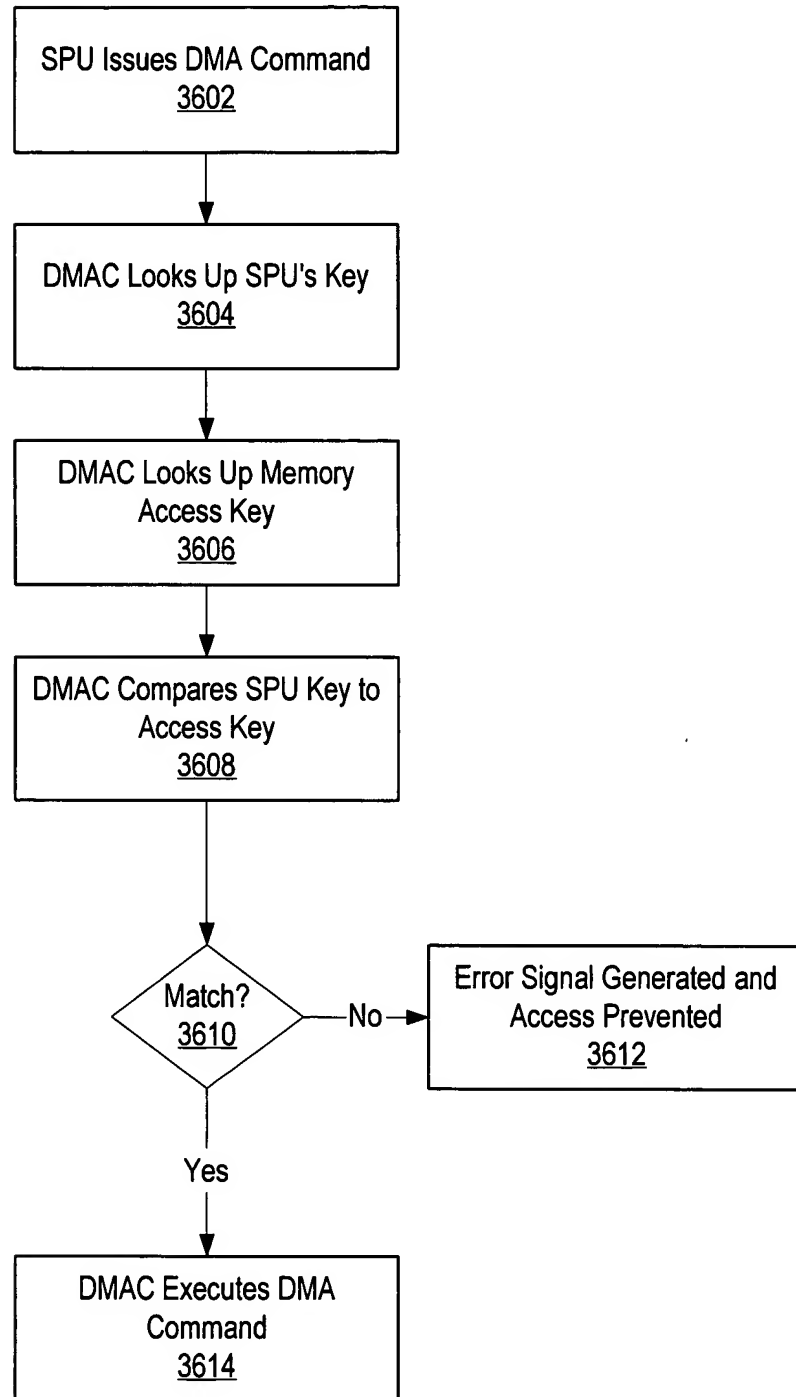 SPU Issues DMA Command
3602
DMAC Looks Up SPU's Key
3604
DMAC Looks Up Memory
Access Key
3606
DMAC Compares SPU Key to
Access Key
3608
Match?
3610
No
Error Signal Generated and
Access Prevented
3612
Yes
DMAC Executes DMA
Command
3614